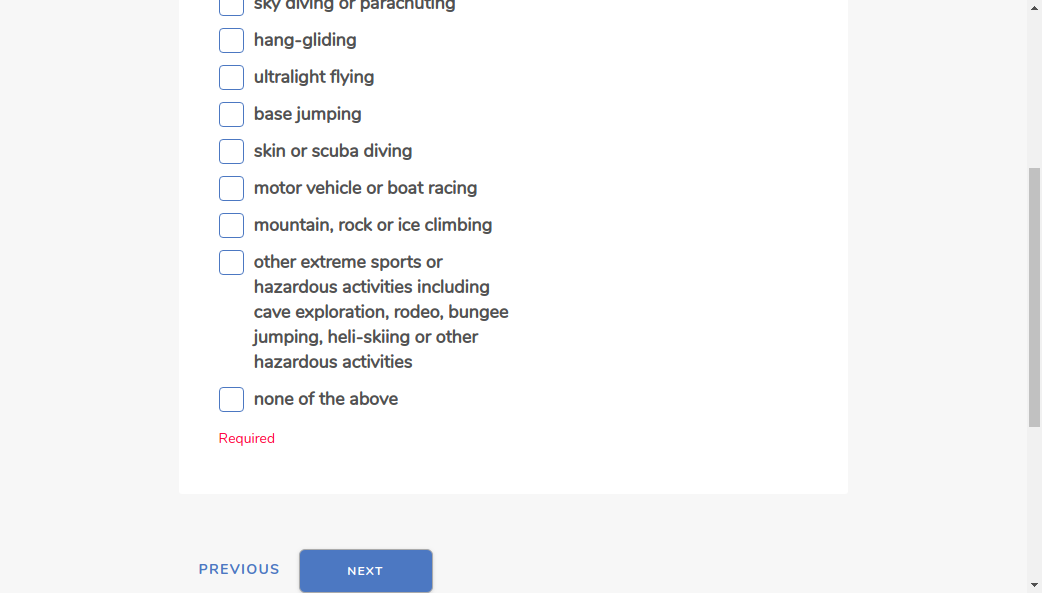 sky diving or parachuting
hang-gliding
ultralight flying
base jumping
skin or scuba diving
motor vehicle or boat racing
mountain, rock or ice climbing
other extreme sports or
hazardous activities including
cave exploration, rodeo, bungee
jumping, heli-skiing or other
hazardous activities
none of the above
Required
PREVIOUS
NEXT